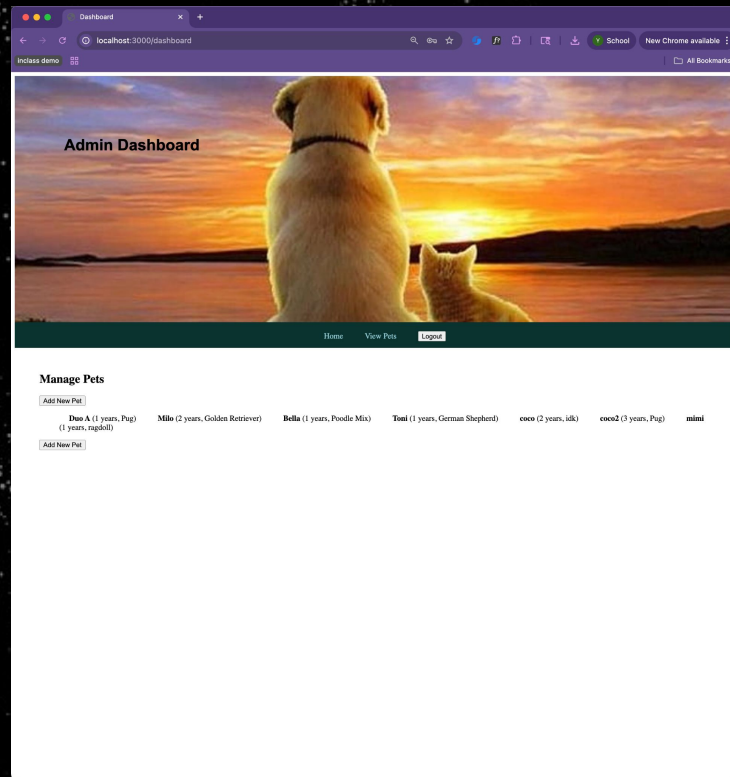 Dashboard
localhost:3000/dashboard
School
New Chrome available
inclass demo
All Bookmarks
Admin Dashboard
Home View Pets Logout
Manage Pets
Add New Pet
Duo A (1 years, Pug) Milo (2 years, Golden Retriever) Bella (1 years, Poodle Mix) Toni (1 years, German Shepherd) coco (2 years, idk) coco2 (3 years, Pug) mimi
(1 years, ragdoll)
Add New Pet